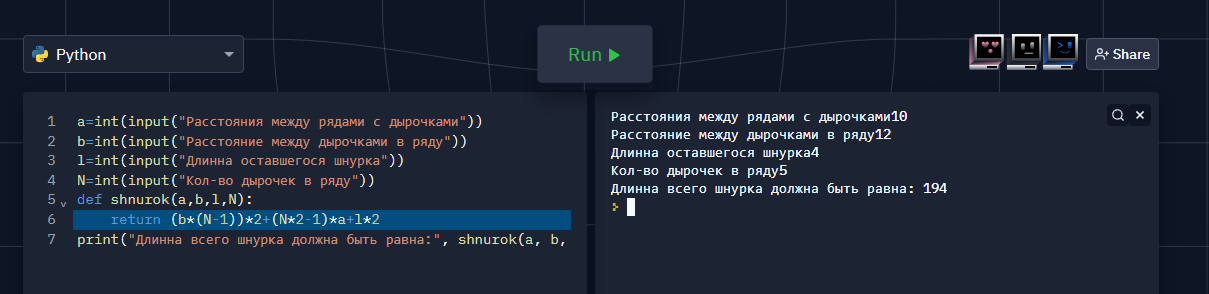 Python
Run
Share
1 a=int(input("Расстояния между рядами с дырочками"))
2 b=int(input("Расстояние между дырочками в ряду"))
3 l=int(input("Длинна оставшегося шнурка"))
4 N=int(input("Кол-во дырочек в ряду"))
5 def shnurok(a,b,l,N):
6 return (b*(N-1))*2+(N*2-1)*a+l*2
7 print("Длинна всего шнурка должна быть равна:", shnurok(a, b,
Расстояния между рядами с дырочками10
Расстояние между дырочками в ряду12
Длинна оставшегося шнурка4
Кол-во дырочек в ряду5
Длинна всего шнурка должна быть равна: 194